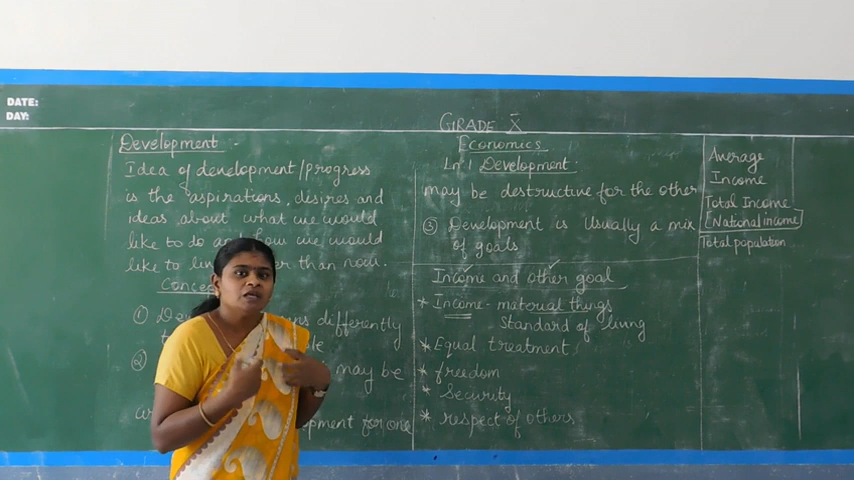 DATE:
DAY:
GRADE X
Economics
Ln 1 Development.
Development
Idea of development/progress
is the aspirations, desires and
ideas about what we would
like to do and how we would
like to than now.
①
differently
②
may be
for one
may be destructive for the other
③ Development is Usually a mix
of goals
Income and other goal
* Income - material things
Standard of living
* Equal treatment
* freedom
* Security
* respect of others
Average
Income
Total Income
[National income]
Total population